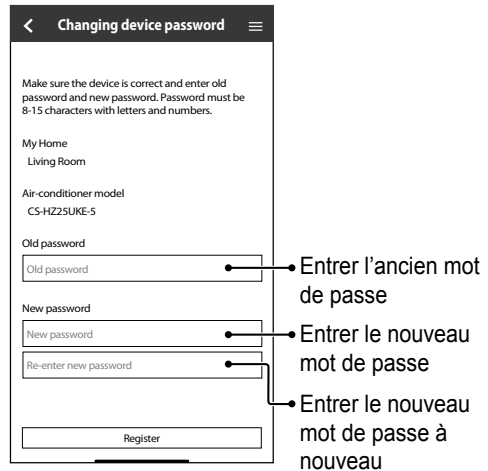 Changing device password
Make sure the device is correct and enter old
password and new password. Password must be
8-15 characters with letters and numbers.
My Home
Living Room
Air-conditioner model
CS-HZ25UKE-5
Old password
Old password
Entrer l’ancien mot
de passe
New password
New password
Entrer le nouveau
mot de passe
Re-enter new password
Entrer le nouveau
mot de passe à
nouveau
Register